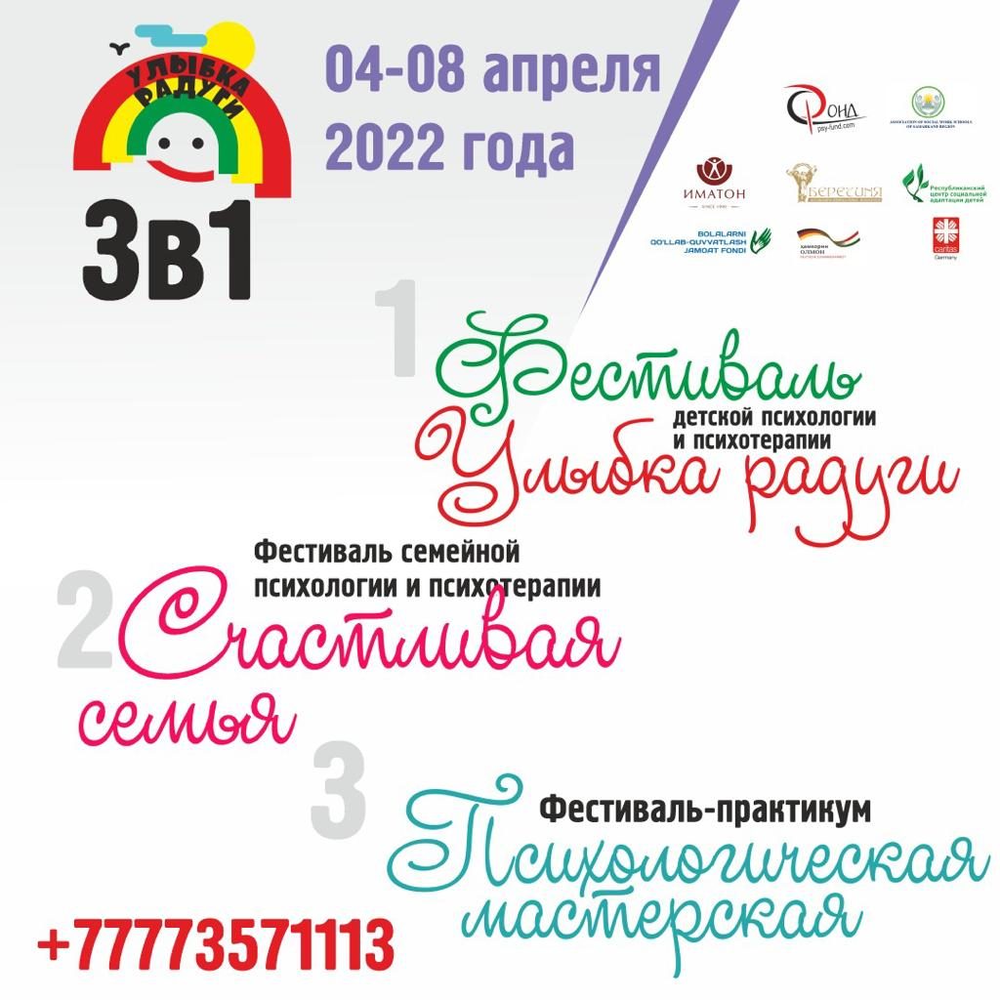 УЛЫБКА
РАДУГИ
3в1
04-08 апреля
2022 года
Фонд
psy-fund.com
ASSOCIATION OF SOCIAL WORK SCHOOLS
OF SAMARKAND REGION
ИМАТОН
SINCE 1990
БЕРЕГИНЯ
Республиканский
центр социальной
адаптации детей
BOLALARNI
QO'LLAB-QUVVATLASH
JAMOAT FONDI
ҳамкории
ОЛМОН
DEUTSCHE ZUSAMMENARBEIT
caritas
Germany
1
Фестиваль
детской психологии
и психотерапии
Улыбка радуги
2
Фестиваль семейной
психологии и психотерапии
Счастливая
семья
3
Фестиваль-практикум
Психологическая
мастерская
+77773571113